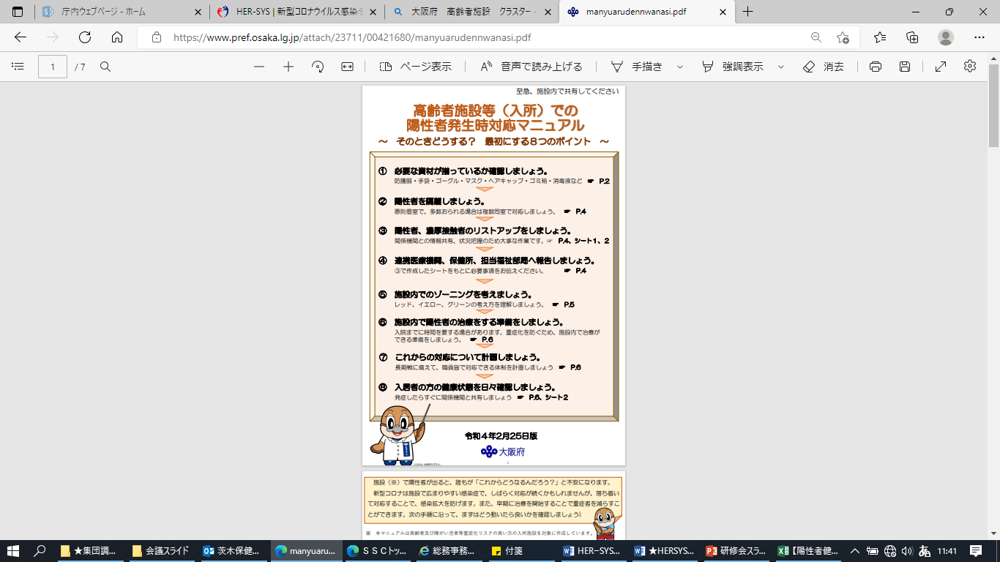 庁内ウェブページ - ホーム
HER-SYS | 新型コロナウイルス感染者
大阪府 高齢者施設 クラスター -
manyuarudennwanasi.pdf
https://www.pref.osaka.lg.jp/attach/23711/00421680/manyuarudennwanasi.pdf
1 / 7
ページ表示
音声で読み上げる
手描き
強調表示
消去
至急、施設内で共有してください
高齢者施設等（入所）での
陽性者発生時対応マニュアル
～ そのときどうする？ 最初にする８つのポイント ～
① 必要な資材が揃っているか確認しましょう。
防護服・手袋・ゴーグル・マスク・ヘアキャップ・ゴミ箱・消毒液など ☛ P.2
② 陽性者を隔離しましょう。
原則個室で。多数おられる場合は複数同室で対応しましょう。 ☛ P.4
③ 陽性者、濃厚接触者のリストアップをしましょう。
関係機関との情報共有、状況把握のため大事な作業です。☞ P.4、シート１、２
④ 連携医療機関、保健所、担当福祉部局へ報告しましょう。
③で作成したシートをもとに必要事項をお伝えください。 ☛ P.4
⑤ 施設内でのゾーニングを考えましょう。
レッド、イエロー、グリーンの考え方を理解しましょう。 ☛ P.5
⑥ 施設内で陽性者の治療をする準備をしましょう。
入院までに時間を要する場合があります。重症化を防ぐため、施設内で治療が
できる準備をしましょう。 ☛ P.6
⑦ これからの対応について計画しましょう。
長期戦に備えて、職員皆で対応できる体制を計画しましょう ☛ P.6
⑧ 入居者の方の健康状態を日々確認しましょう。
発症したらすぐに関係機関と共有しましょう ☛ P.6、シート２
令和４年2月25日版
大阪府
1
施設（※）で陽性者が出ると、誰もが「これからどうなるんだろう？」と不安になります。
新型コロナは施設で広まりやすい感染症で、しばらく対応が続くかもしれませんが、落ち着い
て対応することで、感染拡大を防げます。また、早期に治療を開始することで重症者を減らすこ
とができます。次の手順に沿って、まずはどう動いたら良いかを確認しましょう！
※ 本マニュアルは高齢者及び障がい児者等重症化リスクの高い方の入所施設を対象に作成しています。
★集団調...
会議スライド
茨木保健...
manyuaru...
ＳＳＣトッ...
総務事務...
付箋
HER-SYS...
★HERSYS...
研修会スラ...
【陽性者健...
あ
11:41